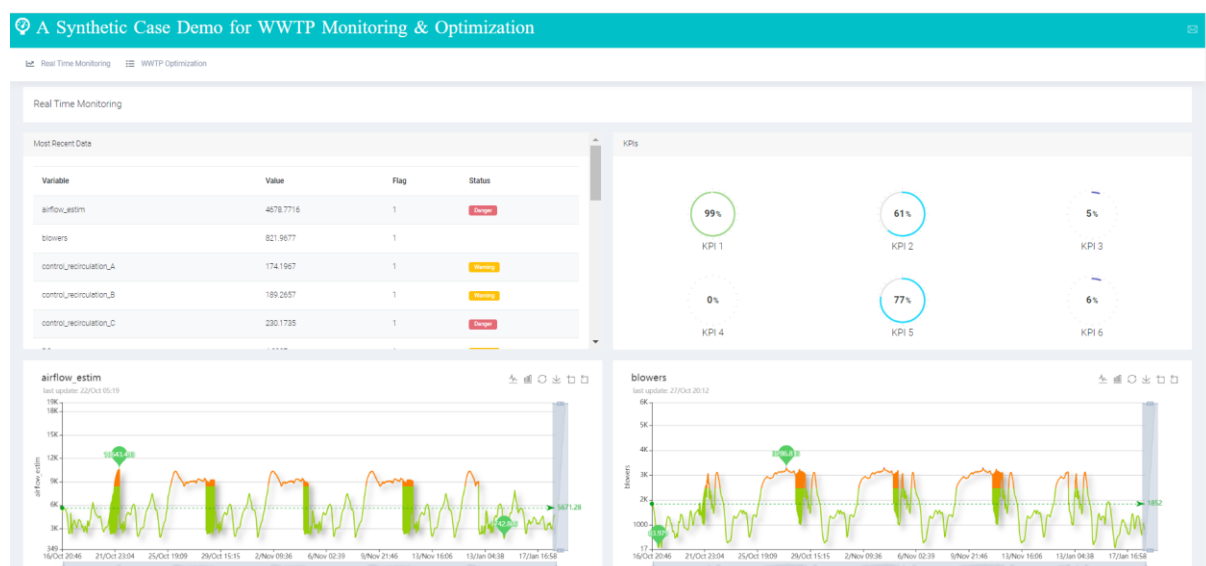 A Synthetic Case Demo for WWTP Monitoring & Optimization
Real Time Monitoring WWTP Optimization
Real Time Monitoring
Most Recent Data
Variable Value Flag Status
airflow_estim 4678.7716 1 Danger
blowers 821.9677 1
control_recirculation_A 174.1967 1 Warning
control_recirculation_B 189.2657 1 Warning
control_recirculation_C 230.1735 1 Danger
KPIs
99% 61% 5%
KPI 1 KPI 2 KPI 3
0% 77% 6%
KPI 4 KPI 5 KPI 6
airflow_estim
last update: 22/Oct 05:19
19K
18K
15K
12K
9K
6K
3K
349
airflow estim
5671.28
16/Oct 20:46 21/Oct 23:04 25/Oct 19:09 29/Oct 15:15 2/Nov 09:36 6/Nov 02:39 9/Nov 21:46 13/Nov 16:06 13/Jan 04:38 17/Jan 16:58
blowers
last update: 27/Oct 20:12
6K
5K
4K
3K
2K
1000
17
blowers
1852
16/Oct 20:46 21/Oct 23:04 25/Oct 19:09 29/Oct 15:15 2/Nov 09:36 6/Nov 02:39 9/Nov 21:46 13/Nov 16:06 13/Jan 04:38 17/Jan 16:58